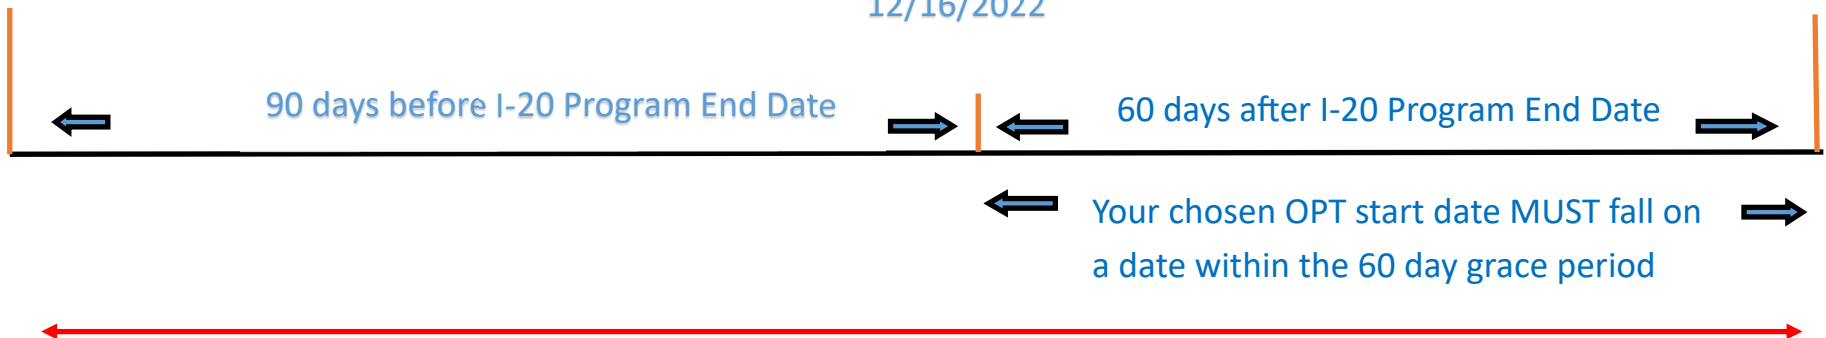 12/16/2022
90 days before I-20 Program End Date
60 days after I-20 Program End Date
Your chosen OPT start date MUST fall on
a date within the 60 day grace period